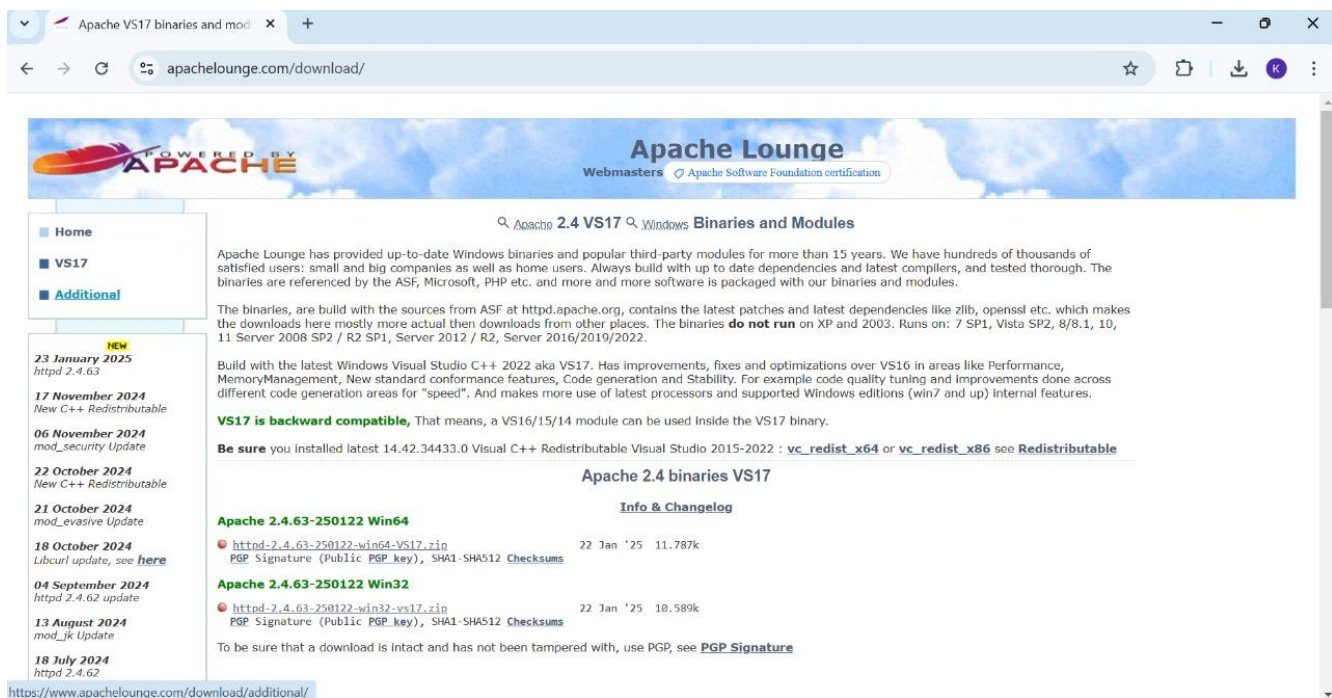 Apache VS17 binaries and mod
apachelounge.com/download/
K
POWERED BY
APACHE
Apache Lounge
Webmasters Apache Software Foundation certification
Home
VS17
Additional
NEW
23 January 2025
httpd 2.4.63
17 November 2024
New C++ Redistributable
06 November 2024
mod_security Update
22 October 2024
New C++ Redistributable
21 October 2024
mod_evasive Update
18 October 2024
Libcurl update, see here
04 September 2024
httpd 2.4.62 update
13 August 2024
mod_jk Update
18 July 2024
httpd 2.4.62
Apache 2.4 VS17 Windows Binaries and Modules
Apache Lounge has provided up-to-date Windows binaries and popular third-party modules for more than 15 years. We have hundreds of thousands of
satisfied users: small and big companies as well as home users. Always build with up to date dependencies and latest compilers, and tested thorough. The
binaries are referenced by the ASF, Microsoft, PHP etc. and more and more software is packaged with our binaries and modules.
The binaries, are build with the sources from ASF at httpd.apache.org, contains the latest patches and latest dependencies like zlib, openssl etc. which makes
the downloads here mostly more actual then downloads from other places. The binaries do not run on XP and 2003. Runs on: 7 SP1, Vista SP2, 8/8.1, 10,
11 Server 2008 SP2 / R2 SP1, Server 2012 / R2, Server 2016/2019/2022.
Build with the latest Windows Visual Studio C++ 2022 aka VS17. Has improvements, fixes and optimizations over VS16 in areas like Performance,
MemoryManagement, New standard conformance features, Code generation and Stability. For example code quality tuning and improvements done across
different code generation areas for "speed". And makes more use of latest processors and supported Windows editions (win7 and up) internal features.
VS17 is backward compatible, That means, a VS16/15/14 module can be used inside the VS17 binary.
Be sure you installed latest 14.42.34433.0 Visual C++ Redistributable Visual Studio 2015-2022 : vc_redist_x64 or vc_redist_x86 see Redistributable
Apache 2.4 binaries VS17
Info & Changelog
Apache 2.4.63-250122 Win64
httpd-2.4.63-250122-win64-VS17.zip 22 Jan '25 11.787k
PGP Signature (Public PGP key), SHA1-SHA512 Checksums
Apache 2.4.63-250122 Win32
httpd-2.4.63-250122-win32-vs17.zip 22 Jan '25 10.589k
PGP Signature (Public PGP key), SHA1-SHA512 Checksums
To be sure that a download is intact and has not been tampered with, use PGP, see PGP Signature
https://www.apachelounge.com/download/additional/